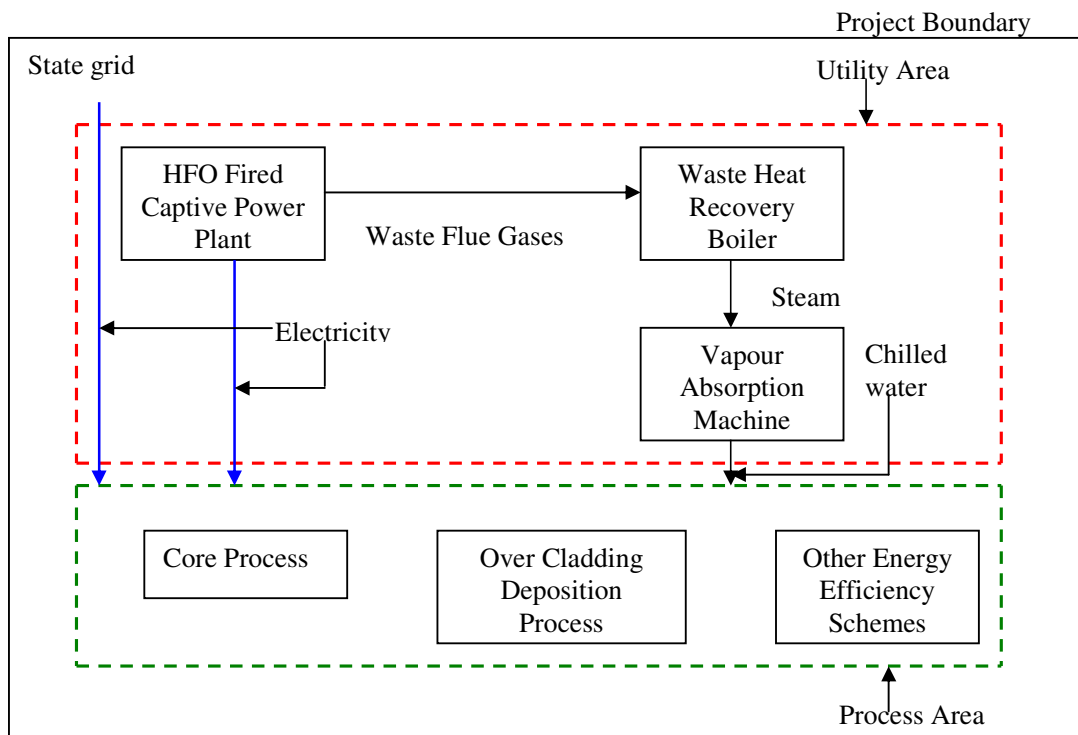 Project Boundary
State grid
Utility Area
HFO Fired
Captive Power
Plant
Waste Flue Gases
Waste Heat
Recovery
Boiler
Steam
Electricity
Vapour
Absorption
Machine
Chilled
water
Core Process
Over Cladding
Deposition
Process
Other Energy
Efficiency
Schemes
Process Area